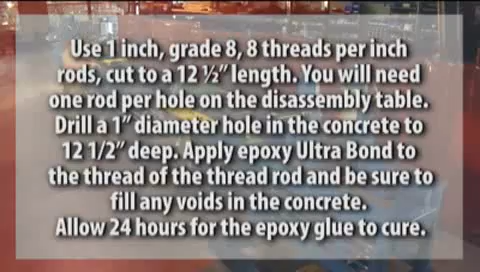 Use 1 inch, grade 8, 8 threads per inch
rods, cut to a 12 ½” length. You will need
one rod per hole on the disassembly table.
Drill a 1” diameter hole in the concrete to
12 1/2” deep. Apply epoxy Ultra Bond to
the thread of the thread rod and be sure to
fill any voids in the concrete.
Allow 24 hours for the epoxy glue to cure.